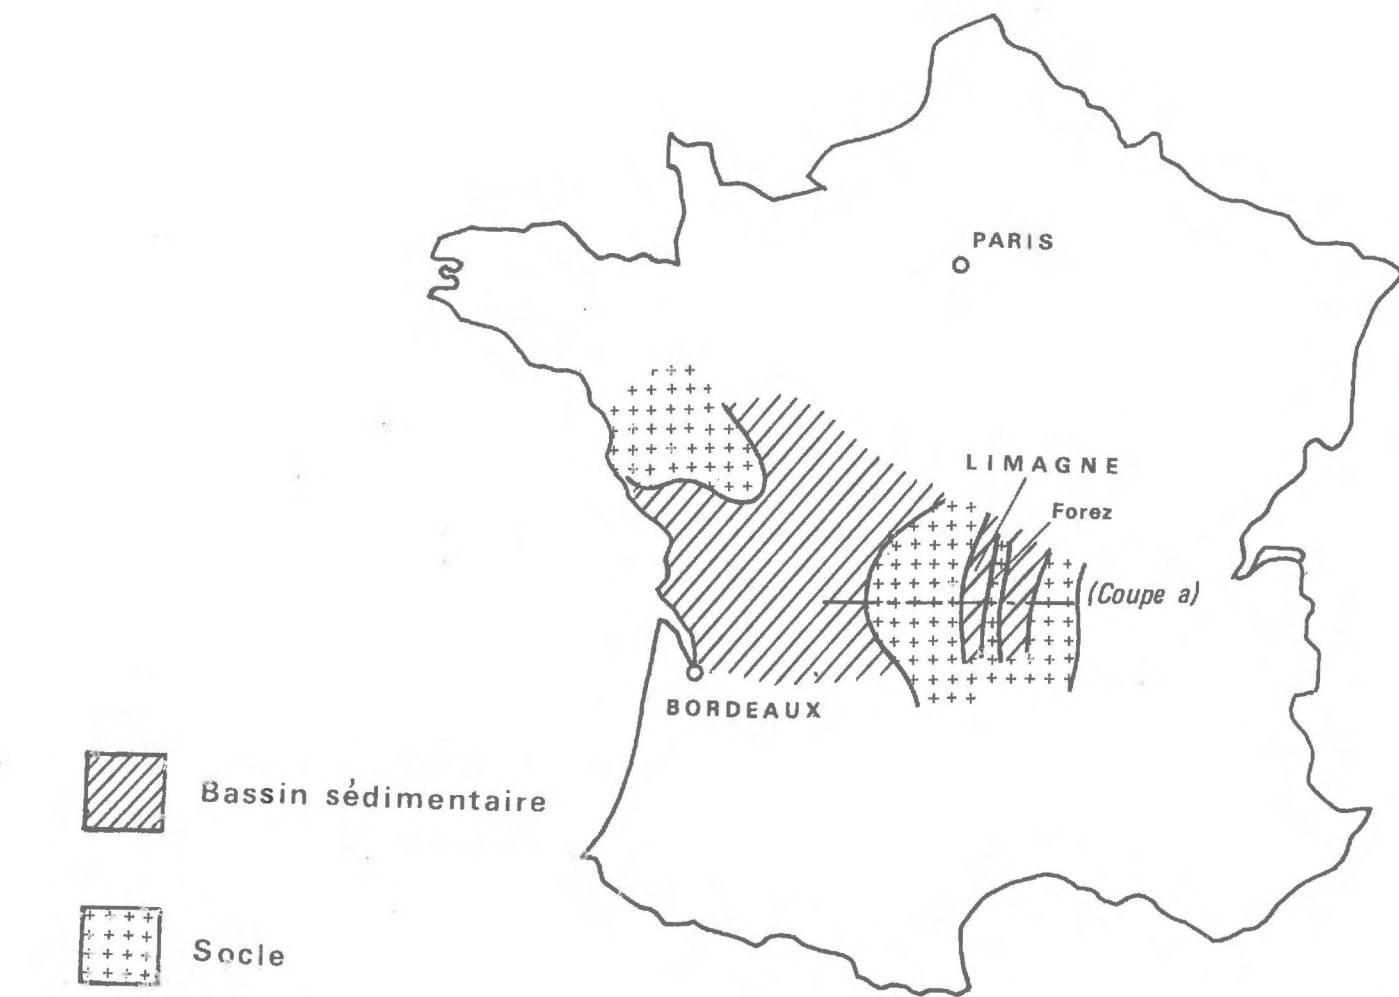 PARIS
LIMAGNE
Forez
(Coupe a)
BORDEAUX
Bassin sédimentaire
Socle